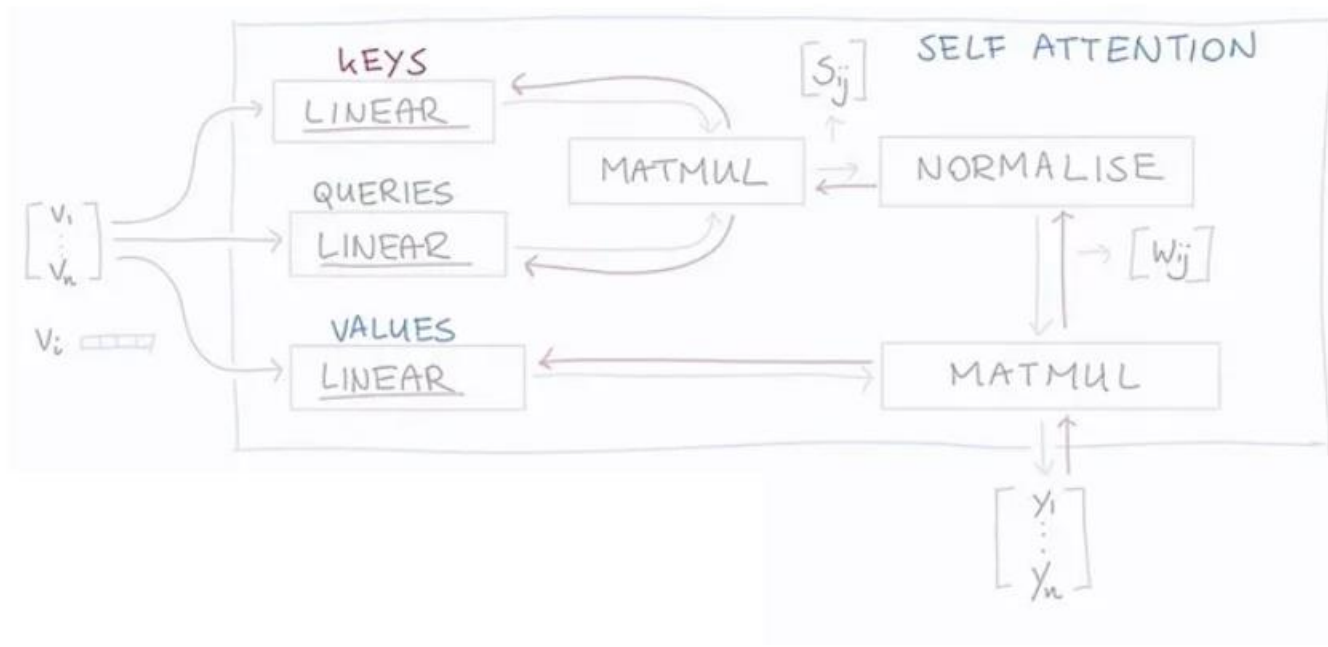 SELF ATTENTION
KEYS
LINEAR
[Sij]
MATMUL
NORMALISE
QUERIES
LINEAR
[V1
⋮
Vn]
[Wij]
Vi
VALUES
LINEAR
MATMUL
[y1
⋮
yn]